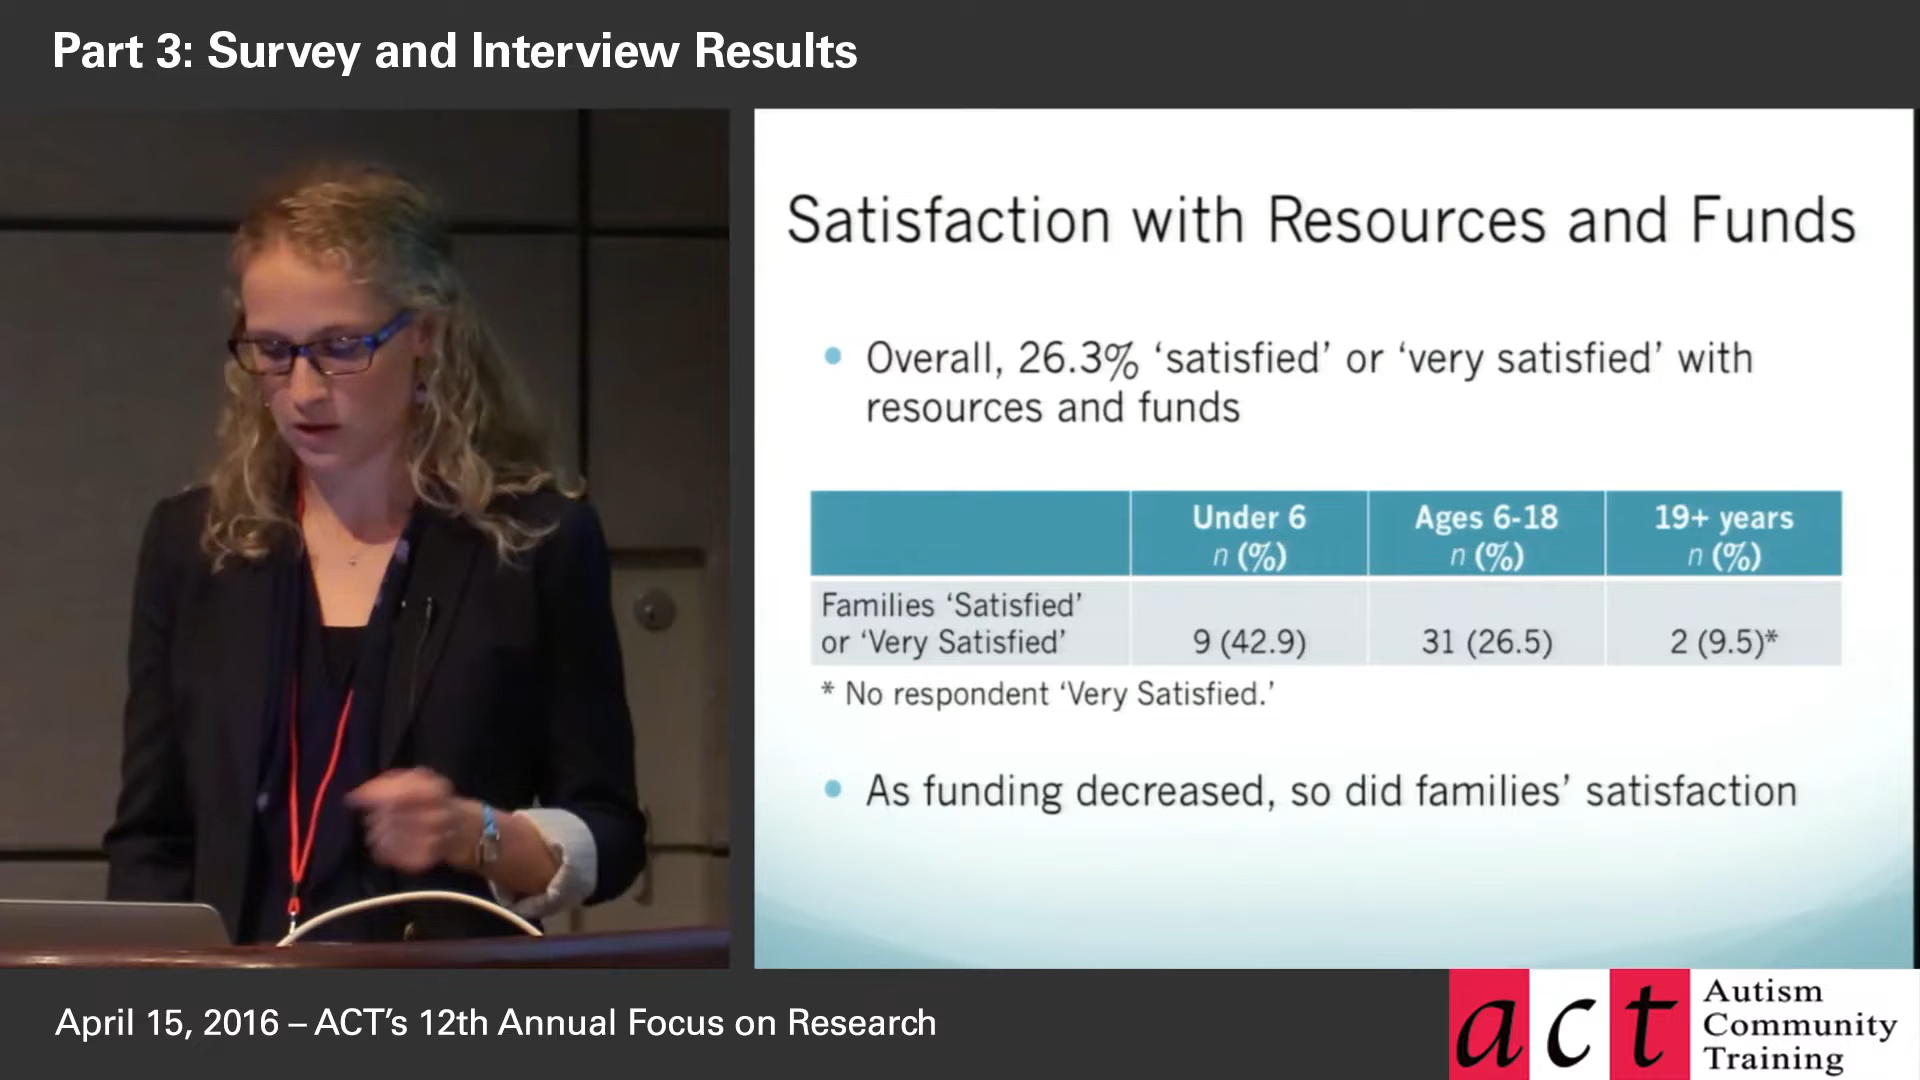 Part 3: Survey and Interview Results
Satisfaction with Resources and Funds
• Overall, 26.3% ‘satisfied’ or ‘very satisfied’ with
resources and funds
Under 6
n (%)
Ages 6-18
n (%)
19+ years
n (%)
Families ‘Satisfied’
or ‘Very Satisfied’
9 (42.9)
31 (26.5)
2 (9.5)*
* No respondent ‘Very Satisfied.’
• As funding decreased, so did families’ satisfaction
April 15, 2016 – ACT’s 12th Annual Focus on Research
act
Autism
Community
Training